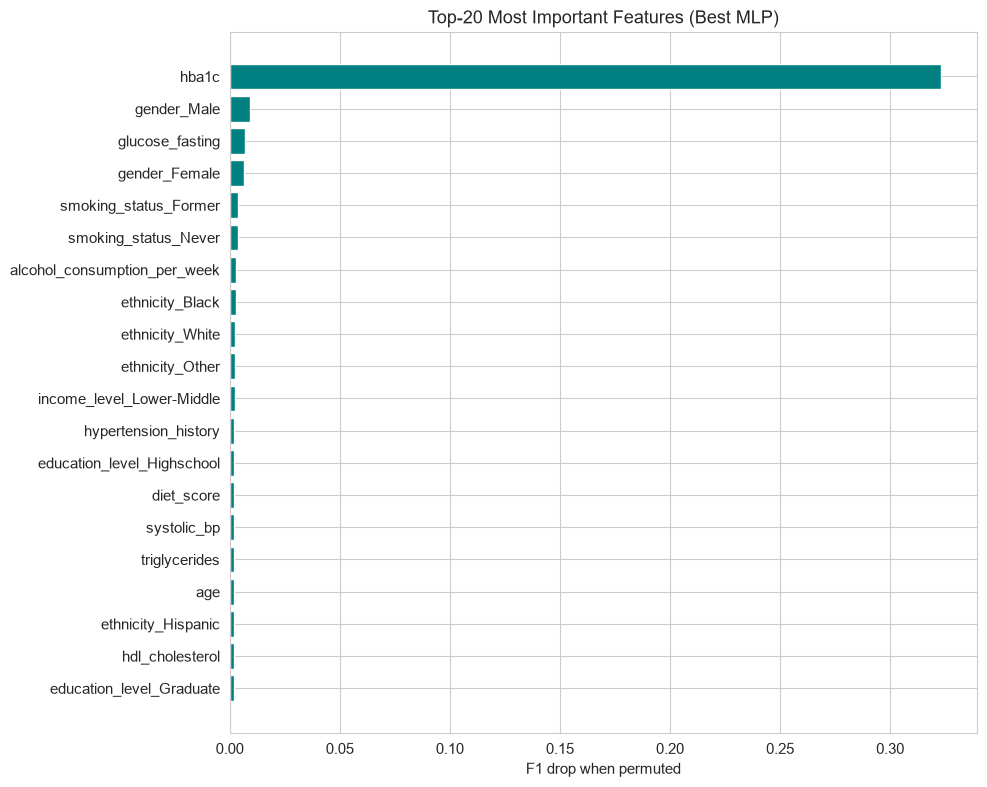 Top-20 Most Important Features (Best MLP)
hba1c
gender_Male
glucose_fasting
gender_Female
smoking_status_Former
smoking_status_Never
alcohol_consumption_per_week
ethnicity_Black
ethnicity_White
ethnicity_Other
income_level_Lower-Middle
hypertension_history
education_level_Highschool
diet_score
systolic_bp
triglycerides
age
ethnicity_Hispanic
hdl_cholesterol
education_level_Graduate
0.00 0.05 0.10 0.15 0.20 0.25 0.30
F1 drop when permuted